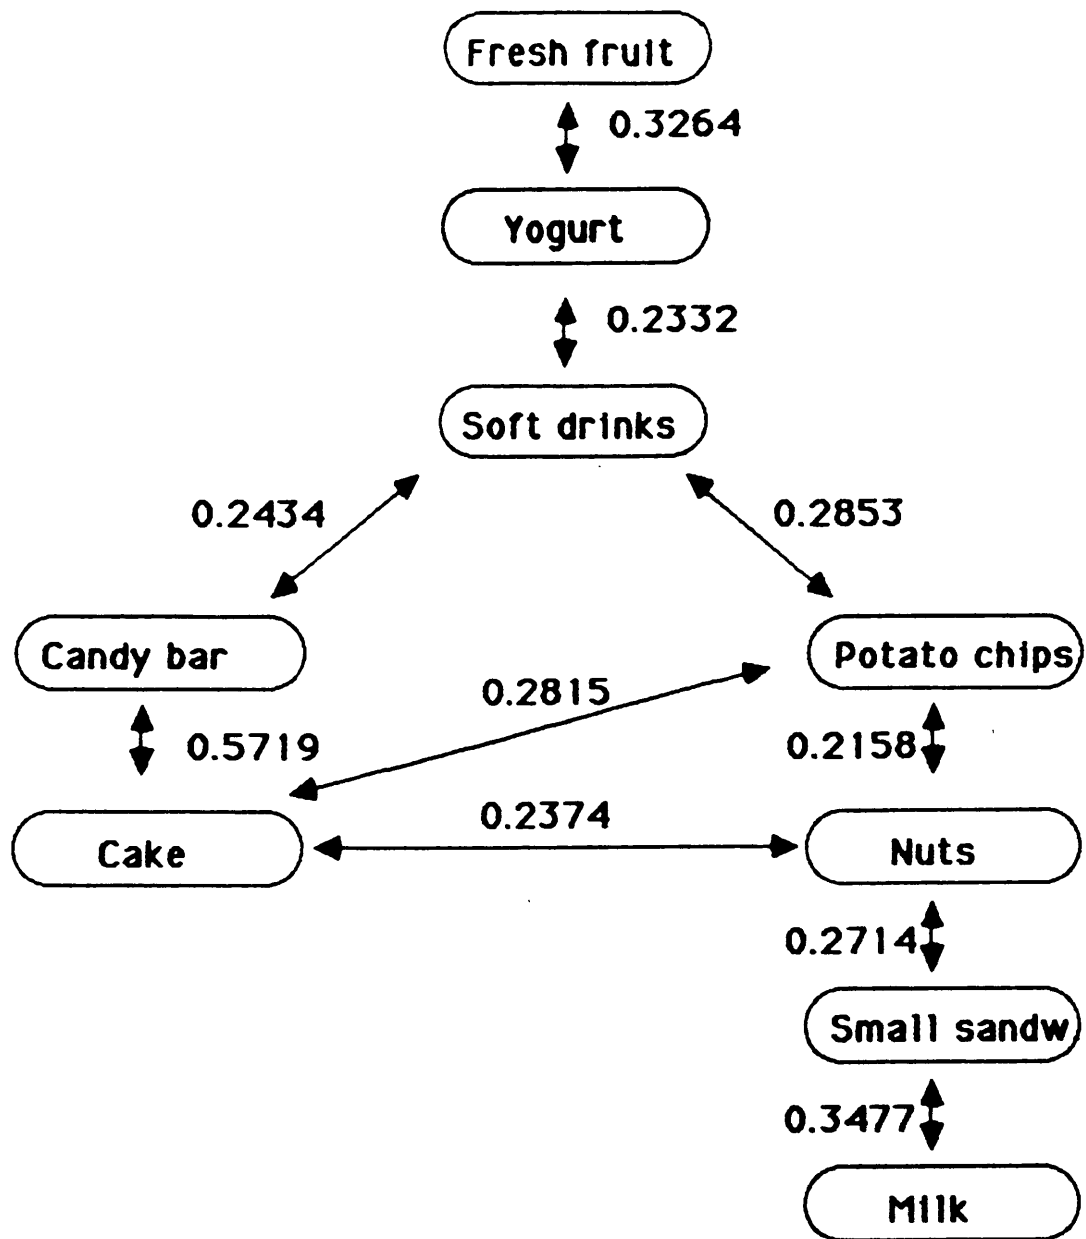 Fresh fruit
0.3264
Yogurt
0.2332
Soft drinks
0.2434
0.2853
Candy bar
Potato chips
0.2815
0.5719
0.2158
Cake
0.2374
Nuts
0.2714
Small sandw
0.3477
Milk